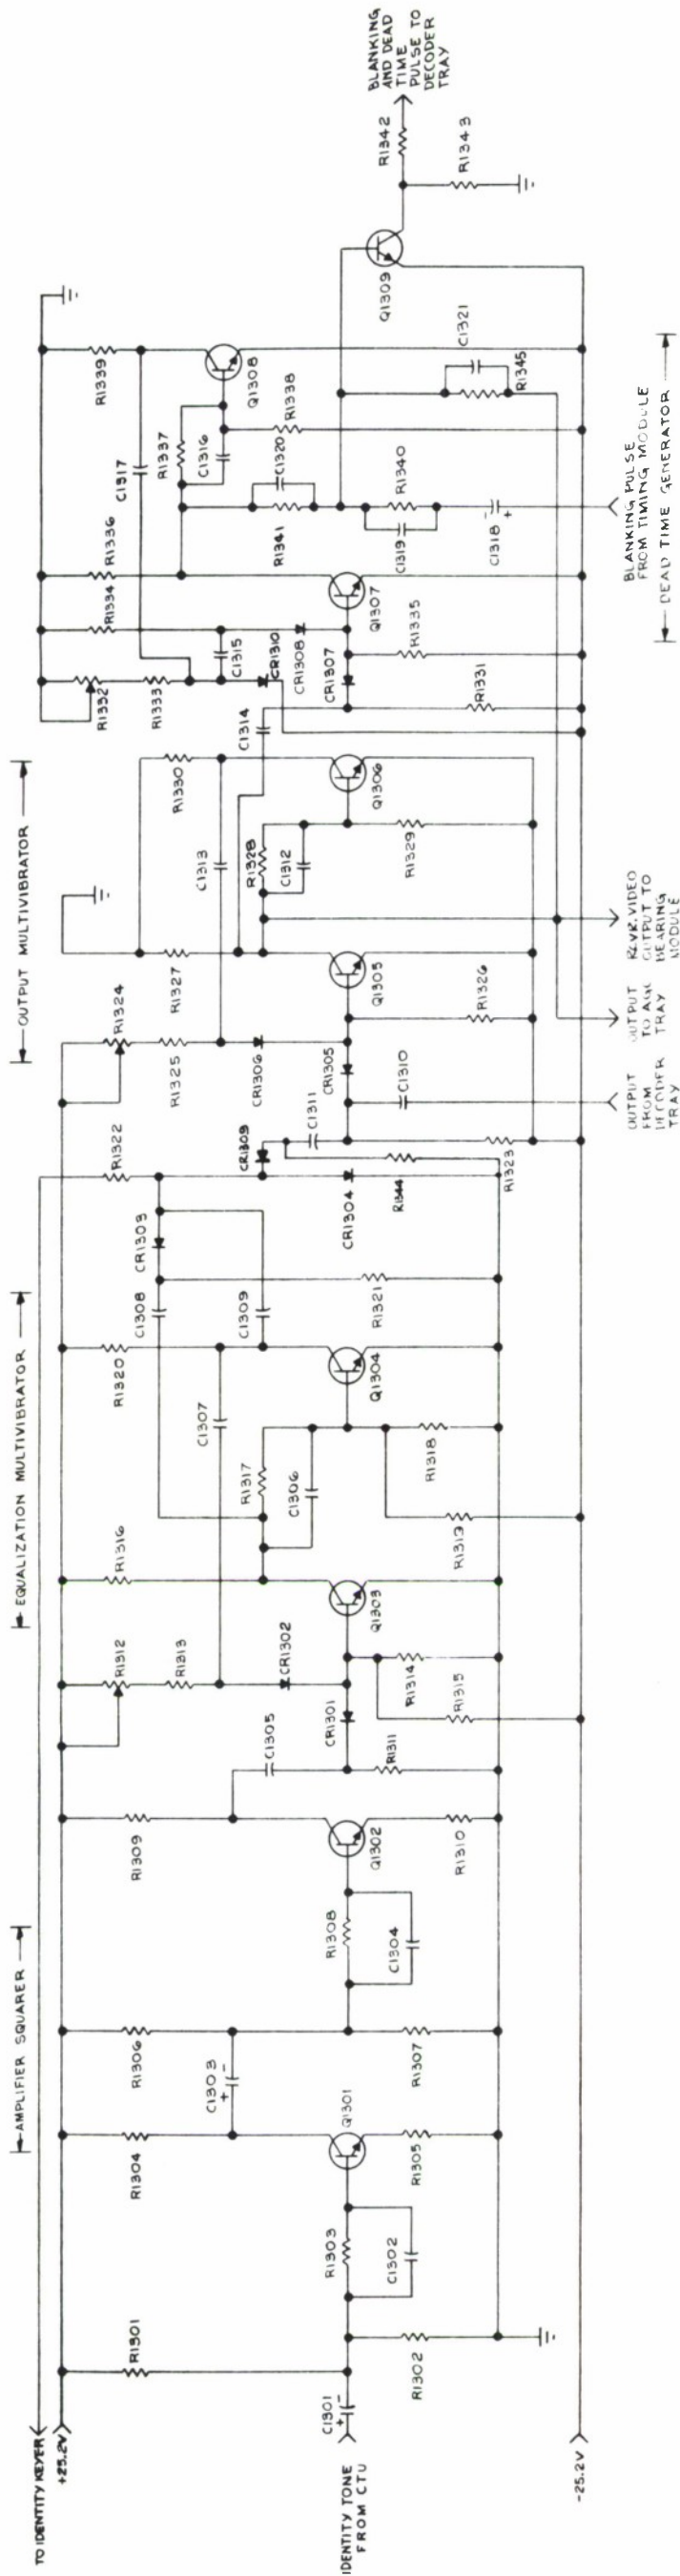 AMPLIFIER SQUARER
EQUALIZATION MULTIVIBRATOR
OUTPUT MULTIVIBRATOR
TO IDENTITY KEYER
+25.2V
IDENTITY TONE
FROM CTU
-25.2V
C1301
R1301
R1302
R1303
C1302
R1304
Q1301
R1305
C1303
R1306
R1307
R1308
C1304
R1309
Q1302
R1310
C1305
R1311
CR1301
R1312
R1313
CR1302
R1314
R1315
R1316
Q1303
C1307
R1317
C1306
R1318
R1319
R1320
Q1304
C1308
C1309
CR1303
R1321
R1322
CR1309
CR1304
R1344
C1311
R1323
C1310
CR1305
R1324
R1325
CR1306
R1326
R1327
Q1305
C1313
R1328
C1312
R1329
R1330
Q1306
C1314
R1331
R1332
R1333
C1315
CR1310
CR1308
CR1307
R1334
R1335
R1336
Q1307
C1317
R1337
C1316
R1338
R1341
C1320
R1340
C1319
C1318
R1339
Q1308
C1321
R1345
Q1309
R1342
R1343
BLANKING
AND DEAD
TIME
PULSE TO
DECODER
TRAY
OUTPUT
FROM
DECODER
TRAY
OUTPUT
TO AGC
TRAY
RCVR. VIDEO
OUTPUT TO
BEARING
MODULE
BLANKING PULSE
FROM TIMING MODULE
DEAD TIME GENERATOR